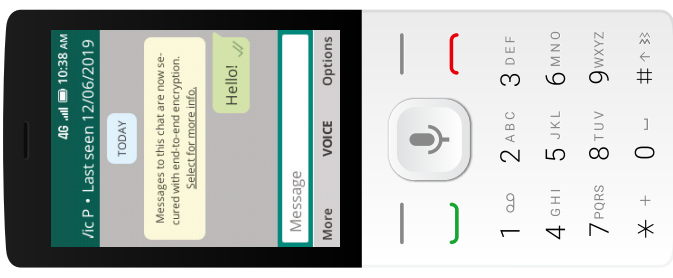 4G 10:38 AM
/ic P • Last seen 12/06/2019
TODAY
Messages to this chat are now se-
cured with end-to-end encryption.
Select for more info.
Hello!
Message
More VOICE Options
1 2 ABC 3 DEF
4 GHI 5 JKL 6 MNO
7 PQRS 8 TUV 9 WXYZ
* + 0 #